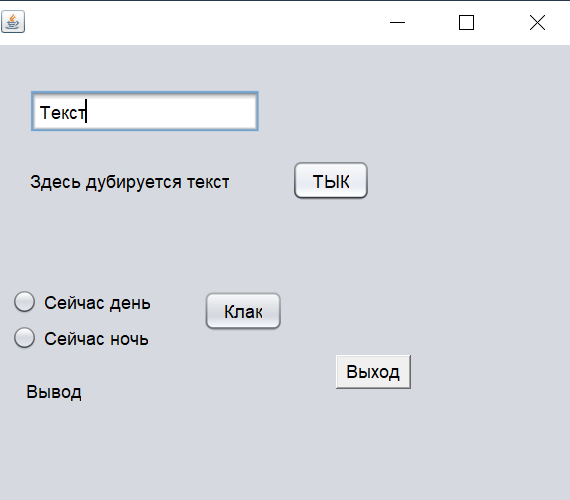 Текст
Здесь дубируется текст
ТЫК
Сейчас день
Клак
Сейчас ночь
Выход
Вывод